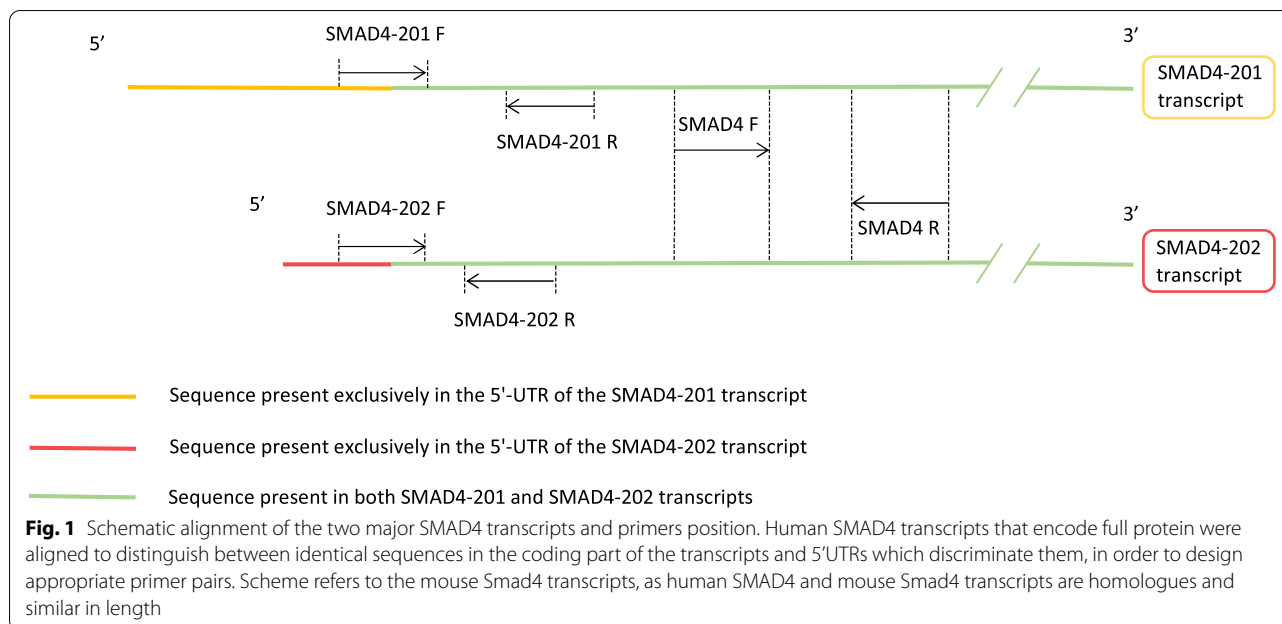 SMAD4-201 F
5’
3’
SMAD4-201
transcript
SMAD4 F
SMAD4-201 R
5’
SMAD4-202 F
3’
SMAD4 R
SMAD4-202
transcript
SMAD4-202 R
Sequence present exclusively in the 5'-UTR of the SMAD4-201 transcript
Sequence present exclusively in the 5'-UTR of the SMAD4-202 transcript
Sequence present in both SMAD4-201 and SMAD4-202 transcripts
Fig. 1 Schematic alignment of the two major SMAD4 transcripts and primers position. Human SMAD4 transcripts that encode full protein were
aligned to distinguish between identical sequences in the coding part of the transcripts and 5’UTRs which discriminate them, in order to design
appropriate primer pairs. Scheme refers to the mouse Smad4 transcripts, as human SMAD4 and mouse Smad4 transcripts are homologues and
similar in length